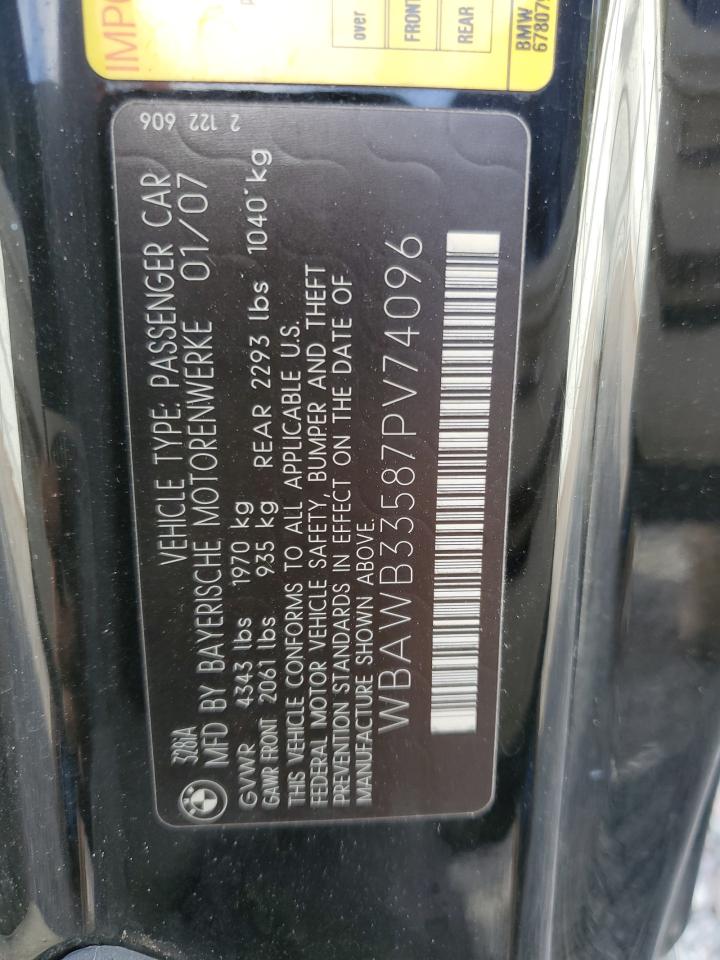 328iA VEHICLE TYPE: PASSENGER CAR
MFD BY BAYERISCHE MOTORENWERKE 01/07
GVWR 4343 lbs 1970 kg
GAWR FRONT 2061 lbs 935 kg REAR 2293 lbs 1040 kg
THIS VEHICLE CONFORMS TO ALL APPLICABLE U.S.
FEDERAL MOTOR VEHICLE SAFETY, BUMPER AND THEFT
PREVENTION STANDARDS IN EFFECT ON THE DATE OF
MANUFACTURE SHOWN ABOVE.
WBAWB33587PV74096
2 122 606
over
FRONT
REAR
BMW